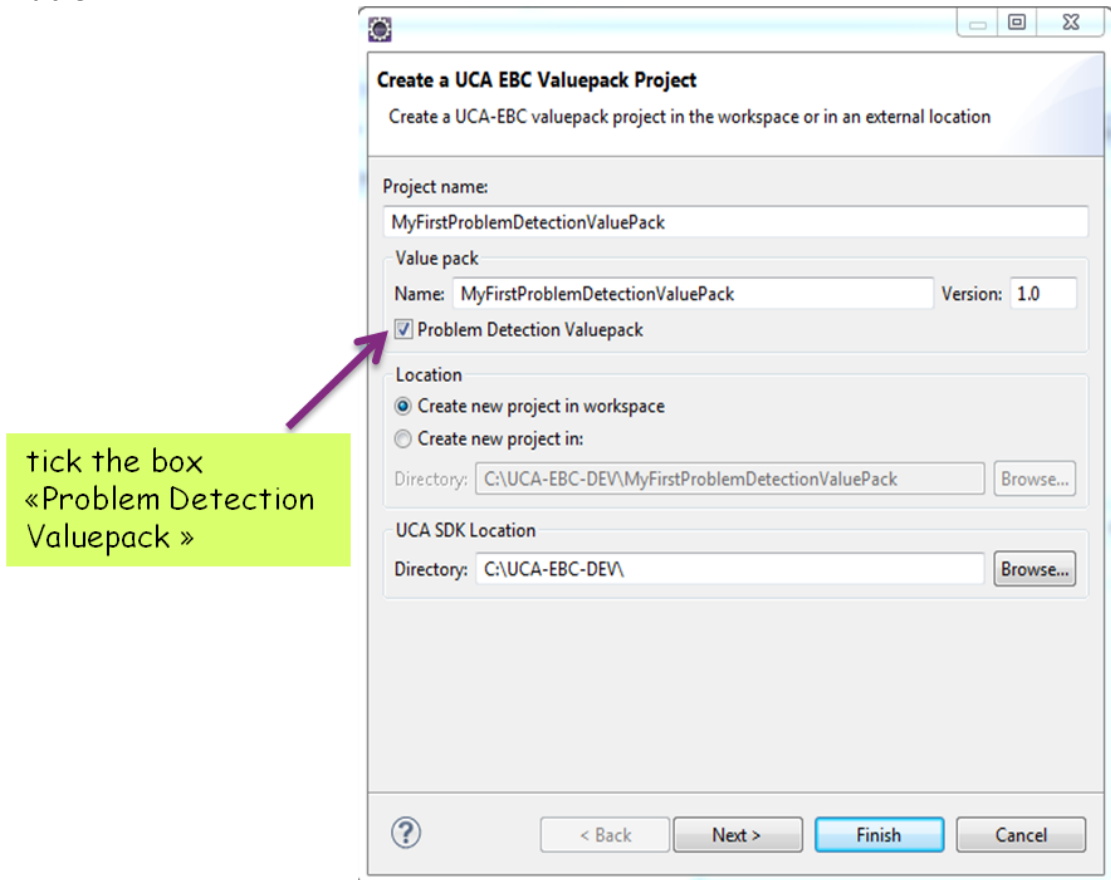 Create a UCA EBC Valuepack Project
Create a UCA-EBC valuepack project in the workspace or in an external location
Project name:
MyFirstProblemDetectionValuePack
Value pack
Name: MyFirstProblemDetectionValuePack Version: 1.0
Problem Detection Valuepack
Location
Create new project in workspace
Create new project in:
Directory: C:\UCA-EBC-DEV\MyFirstProblemDetectionValuePack Browse...
tick the box
«Problem Detection
Valuepack »
UCA SDK Location
Directory: C:\UCA-EBC-DEV\ Browse...
? < Back Next > Finish Cancel